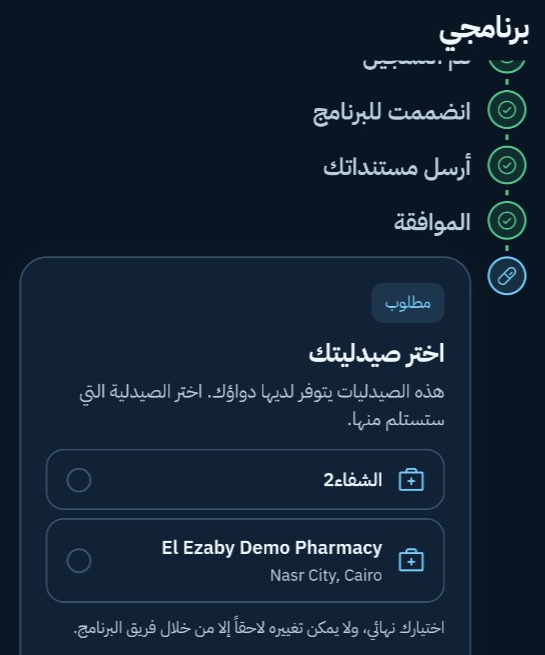 برنامجي
تم التسجيل
انضممت للبرنامج
أرسل مستنداتك
الموافقة
مطلوب
اختر صيدليتك
هذه الصيدليات يتوفر لديها دواؤك. اختر الصيدلية التي
ستستلم منها.
الشفاء2
El Ezaby Demo Pharmacy
Nasr City, Cairo
اختيارك نهائي، ولا يمكن تغييره لاحقاً إلا من خلال فريق البرنامج.